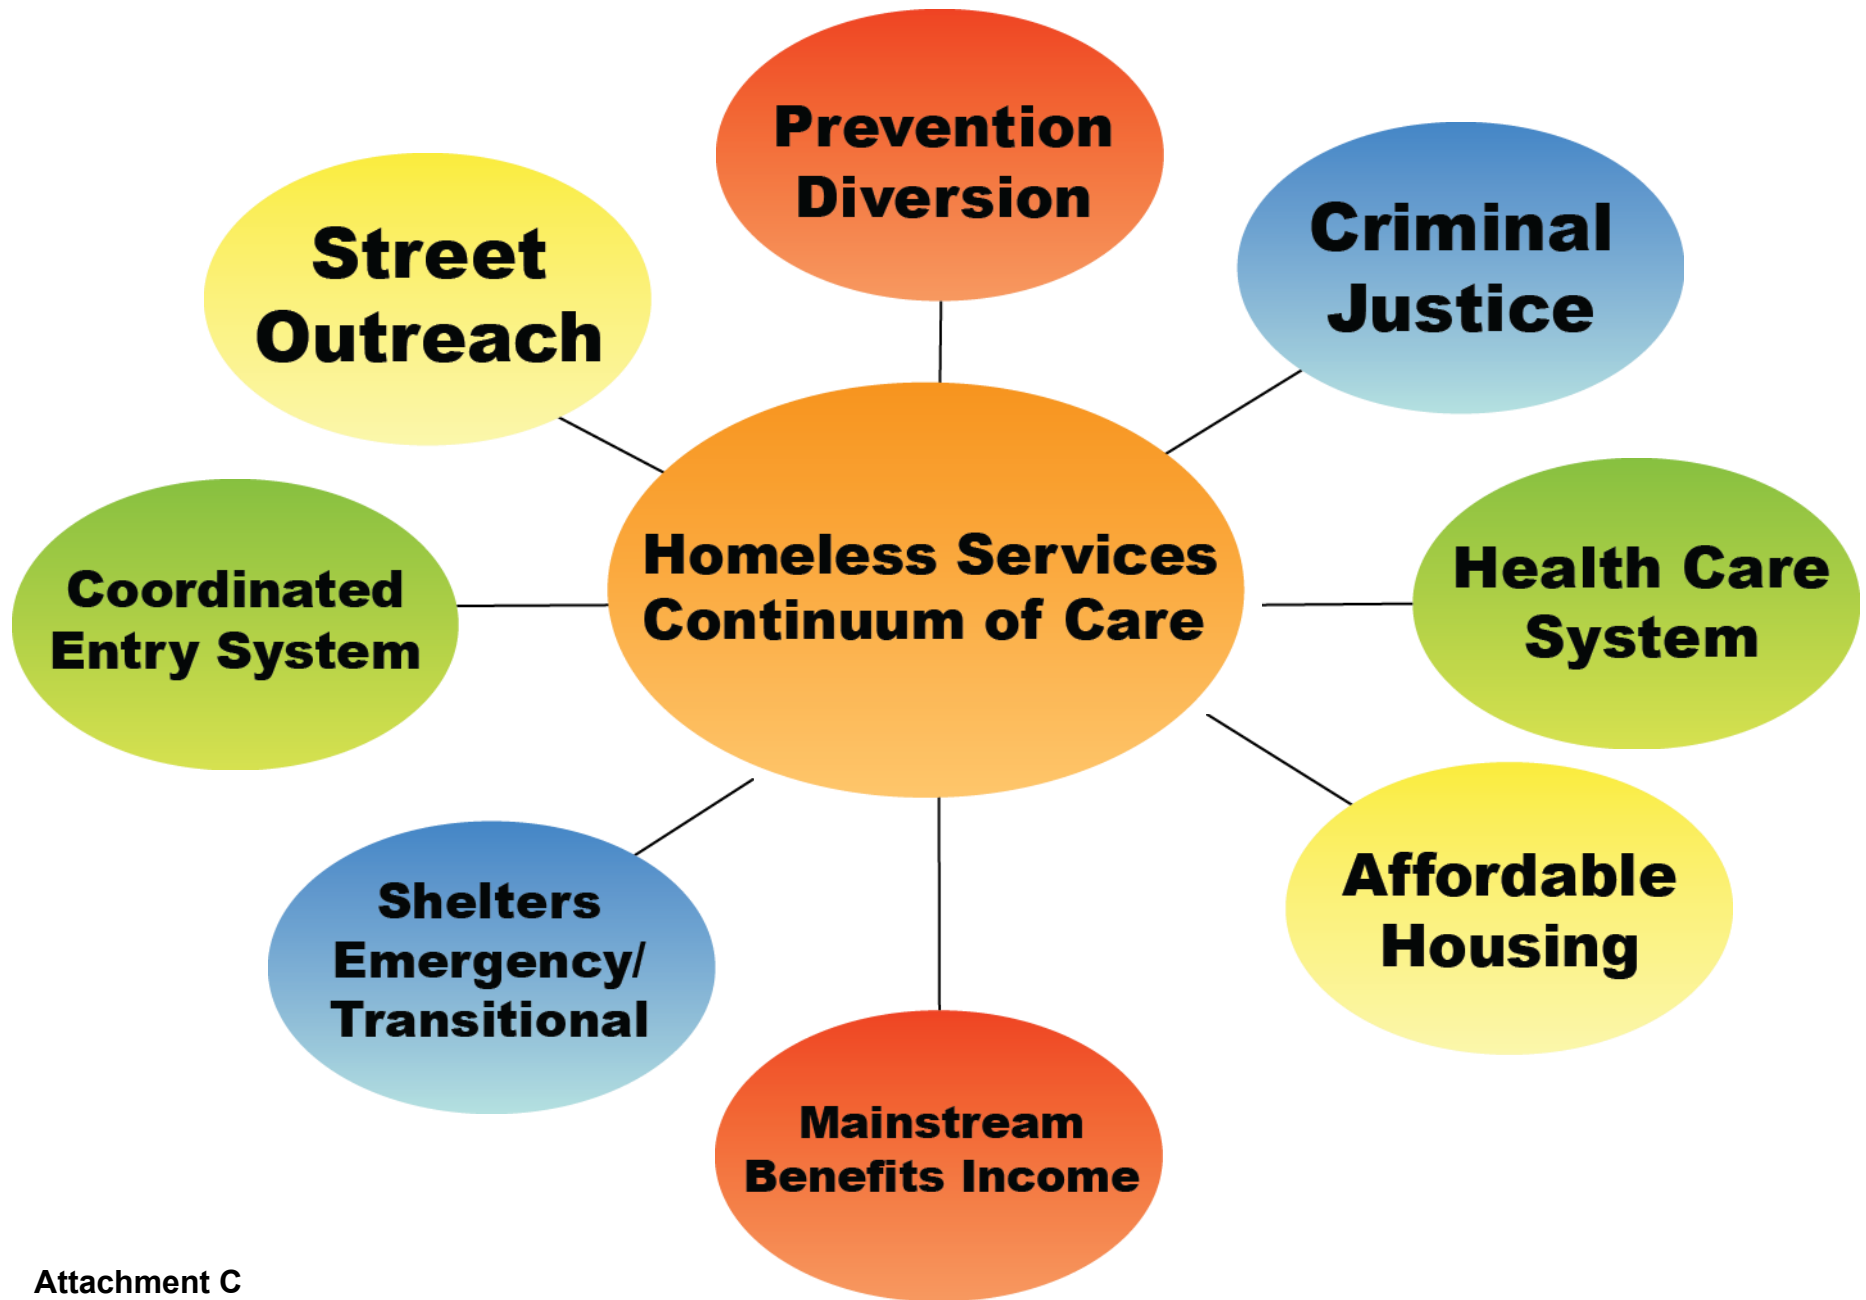 Prevention
Diversion
Criminal
Justice
Street
Outreach
Homeless Services
Continuum of Care
Health Care
System
Coordinated
Entry System
Affordable
Housing
Shelters
Emergency/
Transitional
Mainstream
Benefits Income
Attachment C